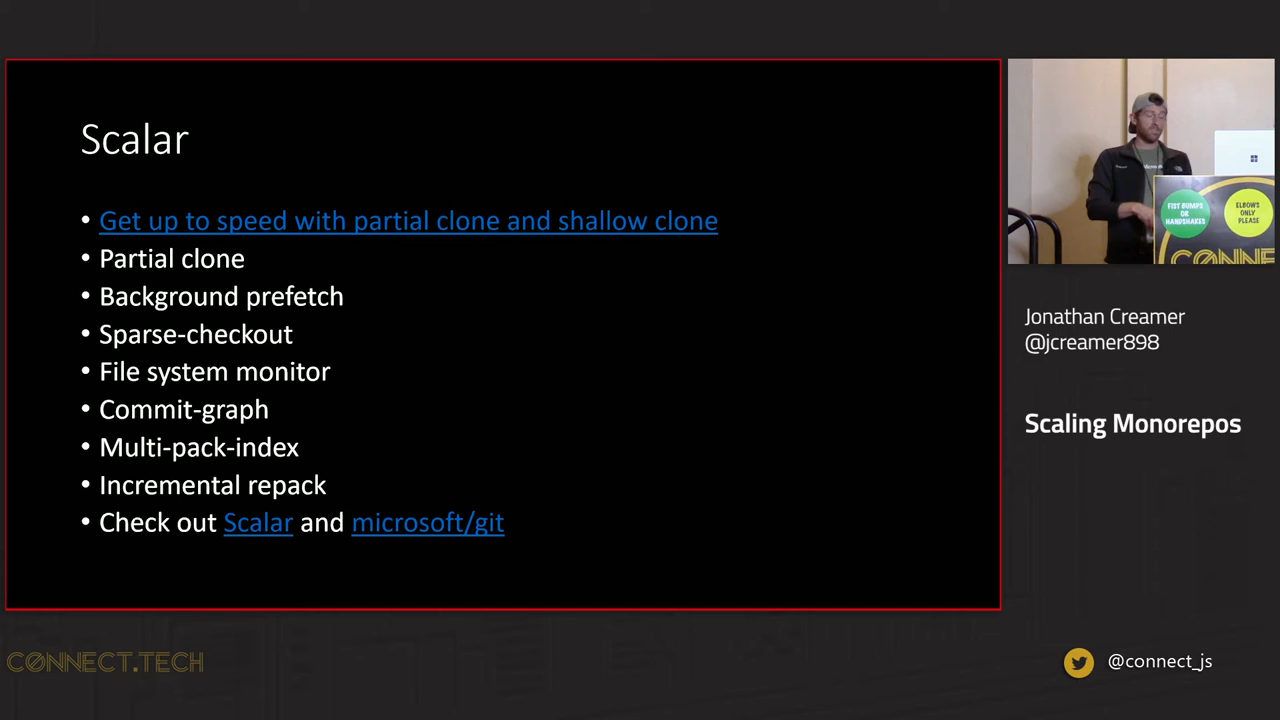 Scalar
• Get up to speed with partial clone and shallow clone
• Partial clone
• Background prefetch
• Sparse-checkout
• File system monitor
• Commit-graph
• Multi-pack-index
• Incremental repack
• Check out Scalar and microsoft/git
FIST BUMPS
OR
HANDSHAKES
ELBOWS
ONLY
PLEASE
CONNE
Jonathan Creamer
@jcreamer898
Scaling Monorepos
CONNECT.TECH
@connect_js